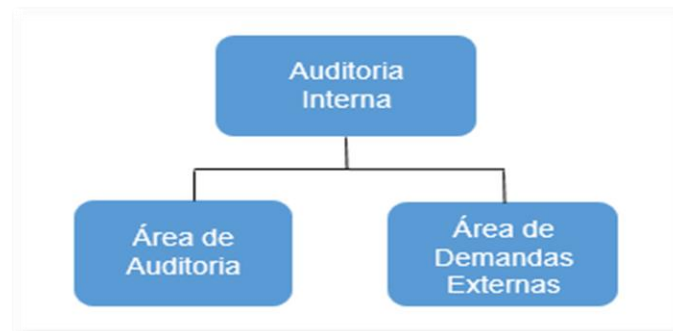 Auditoria
Interna
Área de
Auditoria
Área de
Demandas
Externas